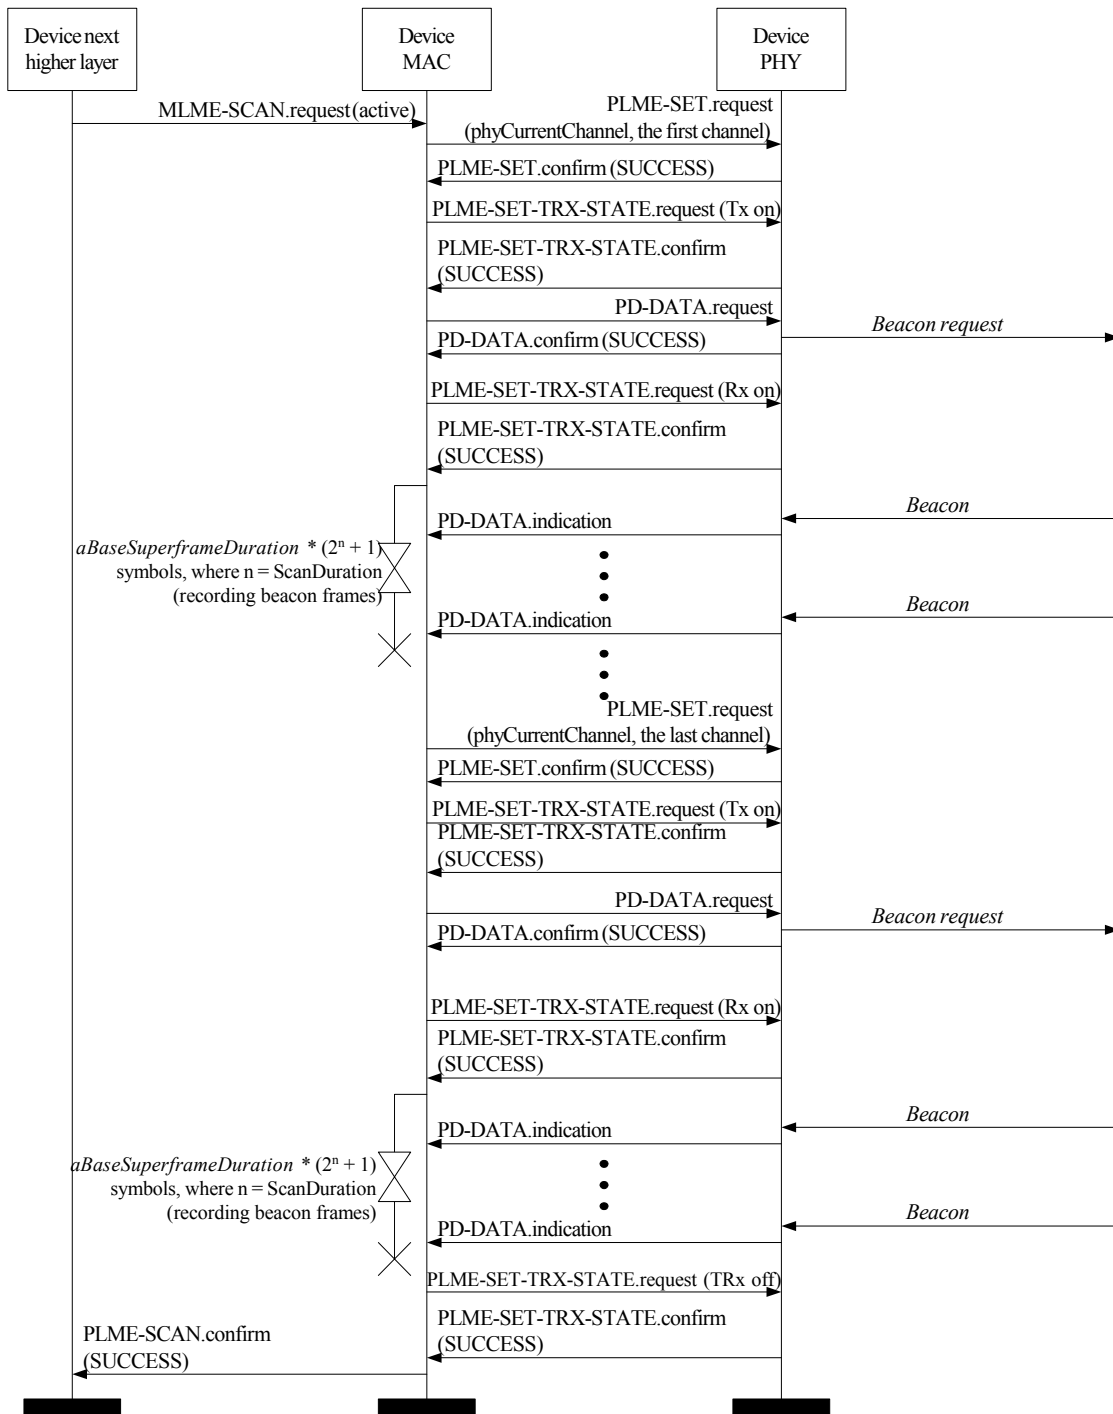 Device next
higher layer
Device
MAC
Device
PHY
MLME-SCAN.request (active)
PLME-SET.request
(phyCurrentChannel, the first channel)
PLME-SET.confirm (SUCCESS)
PLME-SET-TRX-STATE.request (Tx on)
PLME-SET-TRX-STATE.confirm
(SUCCESS)
PD-DATA.request
Beacon request
PD-DATA.confirm (SUCCESS)
PLME-SET-TRX-STATE.request (Rx on)
PLME-SET-TRX-STATE.confirm
(SUCCESS)
Beacon
PD-DATA.indication
aBaseSuperframeDuration * (2ⁿ + 1)
symbols, where n = ScanDuration
(recording beacon frames)
Beacon
PD-DATA.indication
PLME-SET.request
(phyCurrentChannel, the last channel)
PLME-SET.confirm (SUCCESS)
PLME-SET-TRX-STATE.request (Tx on)
PLME-SET-TRX-STATE.confirm
(SUCCESS)
PD-DATA.request
Beacon request
PD-DATA.confirm (SUCCESS)
PLME-SET-TRX-STATE.request (Rx on)
PLME-SET-TRX-STATE.confirm
(SUCCESS)
Beacon
PD-DATA.indication
aBaseSuperframeDuration * (2ⁿ + 1)
symbols, where n = ScanDuration
(recording beacon frames)
Beacon
PD-DATA.indication
PLME-SET-TRX-STATE.request (TRx off)
PLME-SET-TRX-STATE.confirm
(SUCCESS)
PLME-SCAN.confirm
(SUCCESS)